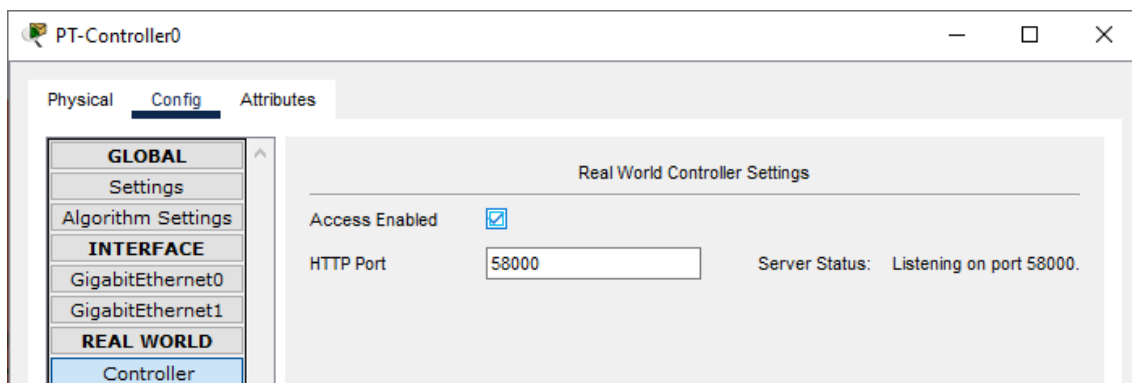 PT-Controller0
Physical Config Attributes
GLOBAL
Settings
Algorithm Settings
INTERFACE
GigabitEthernet0
GigabitEthernet1
REAL WORLD
Controller
Real World Controller Settings
Access Enabled
HTTP Port 58000 Server Status: Listening on port 58000.